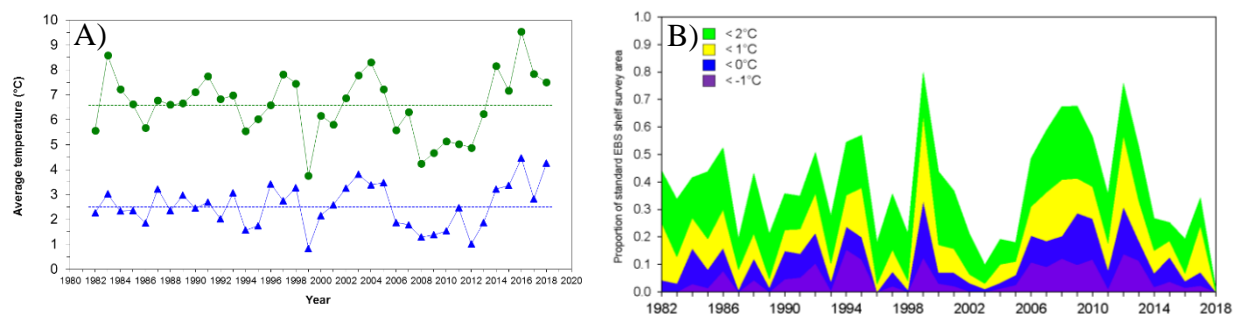 A)
Average temperature (°C)
10
9
8
7
6
5
4
3
2
1
0
1980 1982 1984 1986 1988 1990 1992 1994 1996 1998 2000 2002 2004 2006 2008 2010 2012 2014 2016 2018 2020
Year
B)
< 2°C
< 1°C
< 0°C
< -1°C
Proportion of standard EBS shelf survey area
1.0
0.9
0.8
0.7
0.6
0.5
0.4
0.3
0.2
0.1
0.0
1982 1986 1990 1994 1998 2002 2006 2010 2014 2018